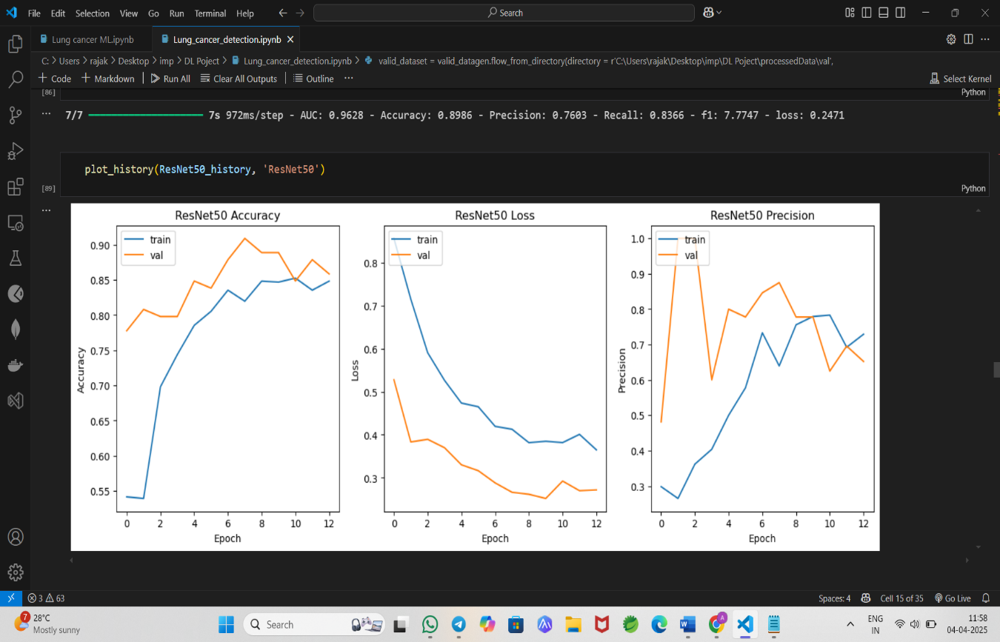 File Edit Selection View Go Run Terminal Help Search
Lung cancer ML.ipynb Lung_cancer_detection.ipynb
C: > Users > rajak > Desktop > imp > DL Poject > Lung_cancer_detection.ipynb > valid_dataset = valid_datagen.flow_from_directory(directory = r'C:\Users\rajak\Desktop\imp\DL Poject\processedData\val',
+ Code + Markdown Run All Clear All Outputs Outline ... Select Kernel
[86] Python
... 7/7 7s 972ms/step - AUC: 0.9628 - Accuracy: 0.8986 - Precision: 0.7603 - Recall: 0.8366 - f1: 7.7747 - loss: 0.2471
plot_history(ResNet50_history, 'ResNet50')
[89] Python
...
ResNet50 Accuracy
train
val
0.90
0.85
0.80
0.75
0.70
0.65
0.60
0.55
Accuracy
0 2 4 6 8 10 12
Epoch
ResNet50 Loss
train
val
0.8
0.7
0.6
0.5
0.4
0.3
Loss
0 2 4 6 8 10 12
Epoch
ResNet50 Precision
train
val
1.0
0.9
0.8
0.7
0.6
0.5
0.4
0.3
Precision
0 2 4 6 8 10 12
Epoch
3 63 Spaces: 4 Cell 15 of 35 Go Live
7 28°C
Mostly sunny
Search
A
W
ENG
IN
11:58
04-04-2025